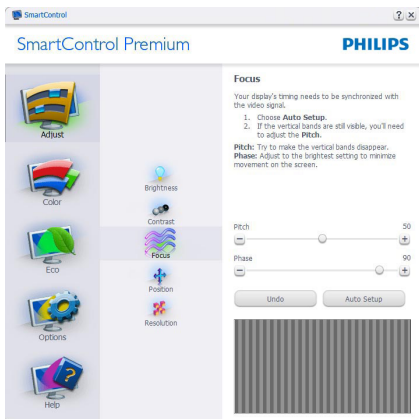 SmartControl
? x
SmartControl Premium
PHILIPS
Adjust
Color
Eco
Options
Help
Brightness
Contrast
Focus
Position
Resolution
Focus
Your display's timing needs to be synchronized with
the video signal.
1. Choose Auto Setup.
2. If the vertical bands are still visible, you'll need
to adjust the Pitch.
Pitch: Try to make the vertical bands disappear.
Phase: Adjust to the brightest setting to minimize
movement on the screen.
Pitch 50
Phase 90
Undo Auto Setup